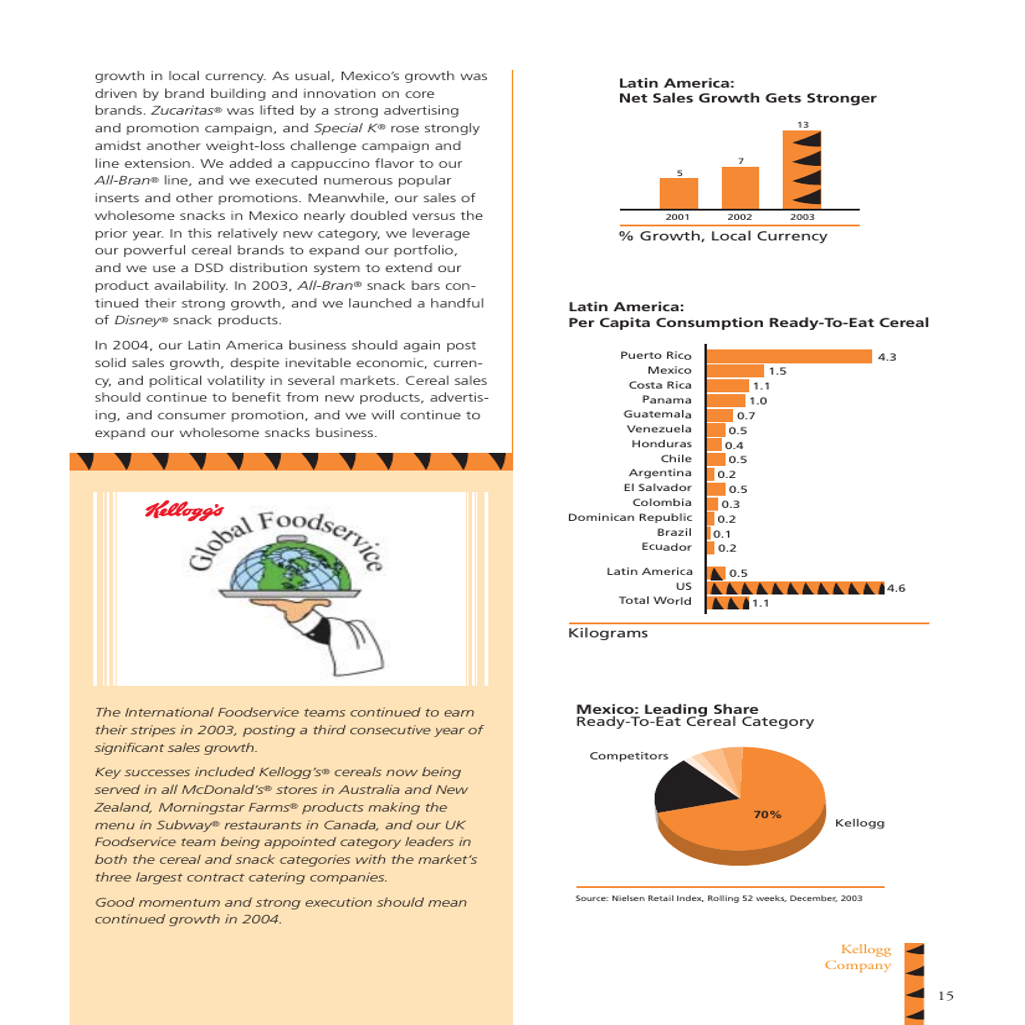 growth in local currency. As usual, Mexico's growth was
driven by brand building and innovation on core
brands. Zucaritas® was lifted by a strong advertising
and promotion campaign, and Special K® rose strongly
amidst another weight-loss challenge campaign and
line extension. We added a cappuccino flavor to our
All-Bran® line, and we executed numerous popular
inserts and other promotions. Meanwhile, our sales of
wholesome snacks in Mexico nearly doubled versus the
prior year. In this relatively new category, we leverage
our powerful cereal brands to expand our portfolio,
and we use a DSD distribution system to extend our
product availability. In 2003, All-Bran® snack bars con-
tinued their strong growth, and we launched a handful
of Disney® snack products.
In 2004, our Latin America business should again post
solid sales growth, despite inevitable economic, curren-
cy, and political volatility in several markets. Cereal sales
should continue to benefit from new products, advertis-
ing, and consumer promotion, and we will continue to
expand our wholesome snacks business.
Kellogg's
Global Foodservice
The International Foodservice teams continued to earn
their stripes in 2003, posting a third consecutive year of
significant sales growth.
Key successes included Kellogg's® cereals now being
served in all McDonald's® stores in Australia and New
Zealand, Morningstar Farms® products making the
menu in Subway® restaurants in Canada, and our UK
Foodservice team being appointed category leaders in
both the cereal and snack categories with the market's
three largest contract catering companies.
Good momentum and strong execution should mean
continued growth in 2004.
Latin America:
Net Sales Growth Gets Stronger
13
7
5
2001 2002 2003
% Growth, Local Currency
Latin America:
Per Capita Consumption Ready-To-Eat Cereal
Puerto Rico 4.3
Mexico 1.5
Costa Rica 1.1
Panama 1.0
Guatemala 0.7
Venezuela 0.5
Honduras 0.4
Chile 0.5
Argentina 0.2
El Salvador 0.5
Colombia 0.3
Dominican Republic 0.2
Brazil 0.1
Ecuador 0.2
Latin America 0.5
US 4.6
Total World 1.1
Kilograms
Mexico: Leading Share
Ready-To-Eat Cereal Category
Competitors
70%
Kellogg
Source: Nielsen Retail Index, Rolling 52 weeks, December, 2003
Kellogg
Company
15